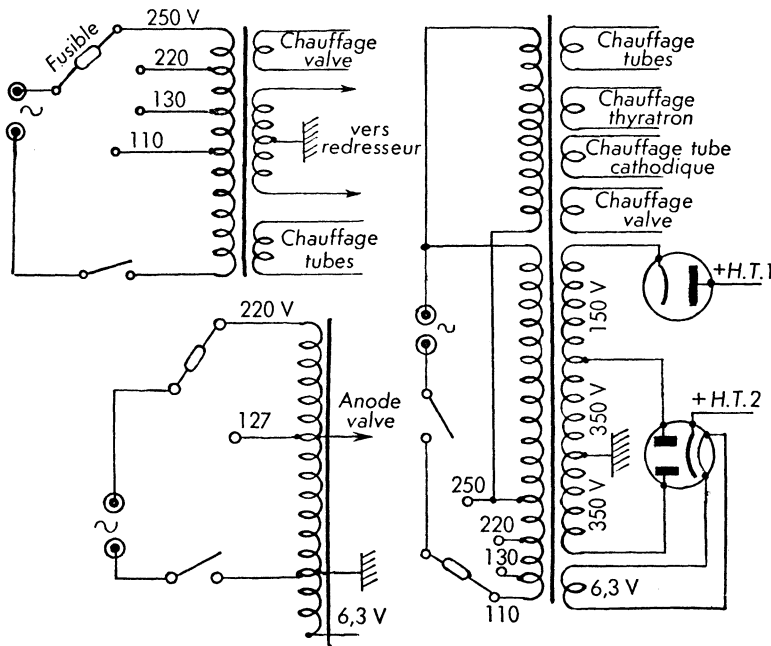 250 V
Fusible
220
130
110
Chauffage
valve
vers
redresseur
Chauffage
tubes
220 V
127
Anode
valve
6,3 V
Chauffage
tubes
Chauffage
thyratron
Chauffage tube
cathodique
Chauffage
valve
150 V
+H.T.1
350 V
+H.T.2
350 V
250
220
130
110
6,3 V